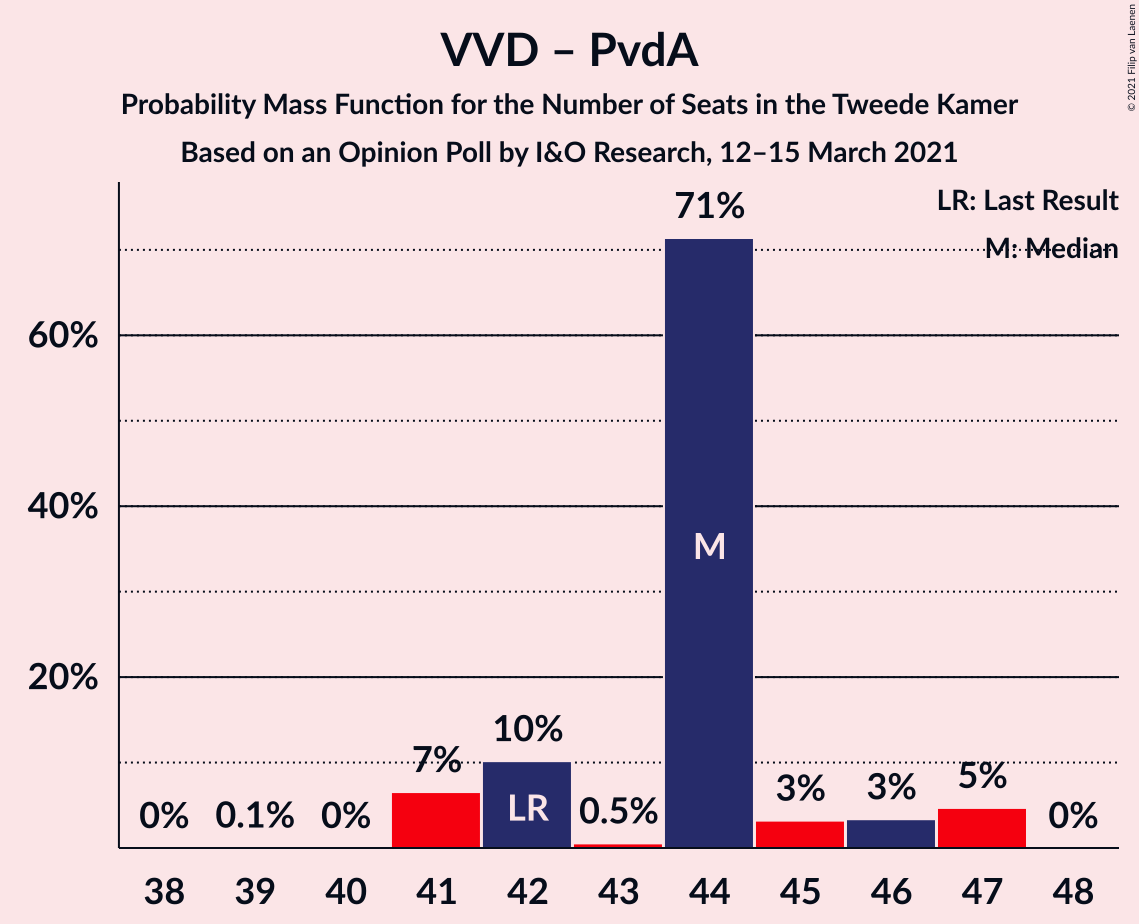 VVD – PvdA
Probability Mass Function for the Number of Seats in the Tweede Kamer
Based on an Opinion Poll by I&O Research, 12–15 March 2021
© 2021 Filip van Laenen
LR: Last Result
M: Median
60%
40%
20%
0%
0.1%
0%
7%
10%
0.5%
71%
3%
3%
5%
0%
LR
M
38 39 40 41 42 43 44 45 46 47 48